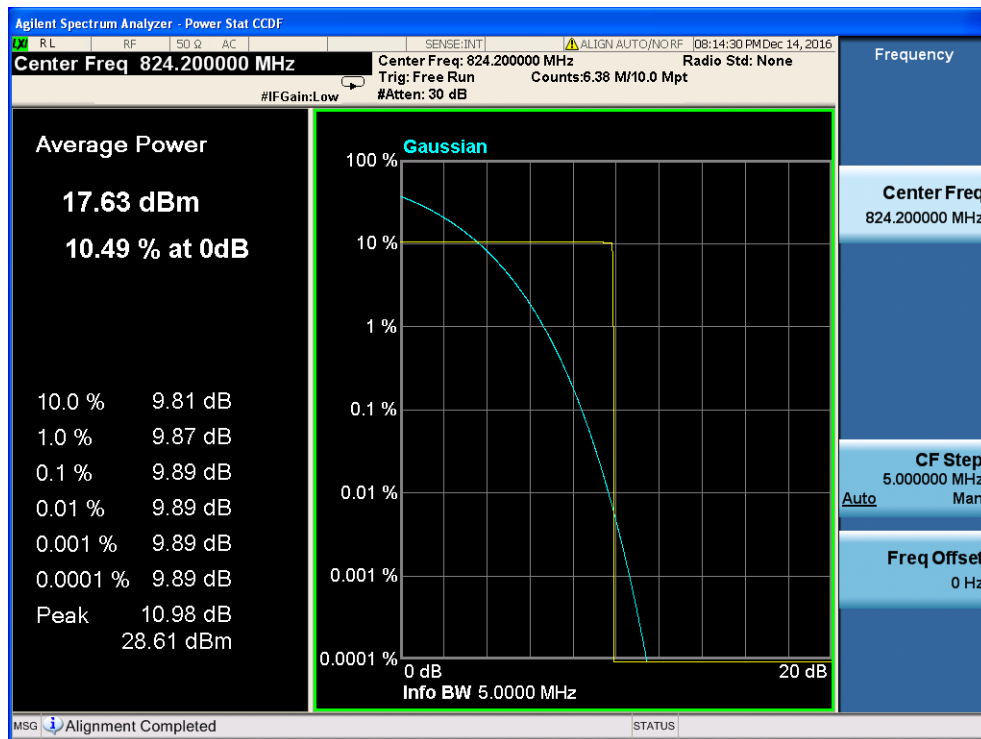 Agilent Spectrum Analyzer - Power Stat CCDF
LXI RL RF 50 Ω AC SENSE:INT ALIGN AUTO/NO RF 08:14:30 PM Dec 14, 2016
Center Freq 824.200000 MHz
#IFGain:Low
Center Freq: 824.200000 MHz Radio Std: None
Trig: Free Run Counts:6.38 M/10.0 Mpt
#Atten: 30 dB
Average Power
17.63 dBm
10.49 % at 0dB
10.0 % 9.81 dB
1.0 % 9.87 dB
0.1 % 9.89 dB
0.01 % 9.89 dB
0.001 % 9.89 dB
0.0001 % 9.89 dB
Peak 10.98 dB
28.61 dBm
Gaussian
100 %
10 %
1 %
0.1 %
0.01 %
0.001 %
0.0001 %
0 dB 20 dB
Info BW 5.0000 MHz
Frequency
Center Freq
824.200000 MHz
CF Step
5.000000 MHz
Auto Man
Freq Offset
0 Hz
MSG Alignment Completed STATUS